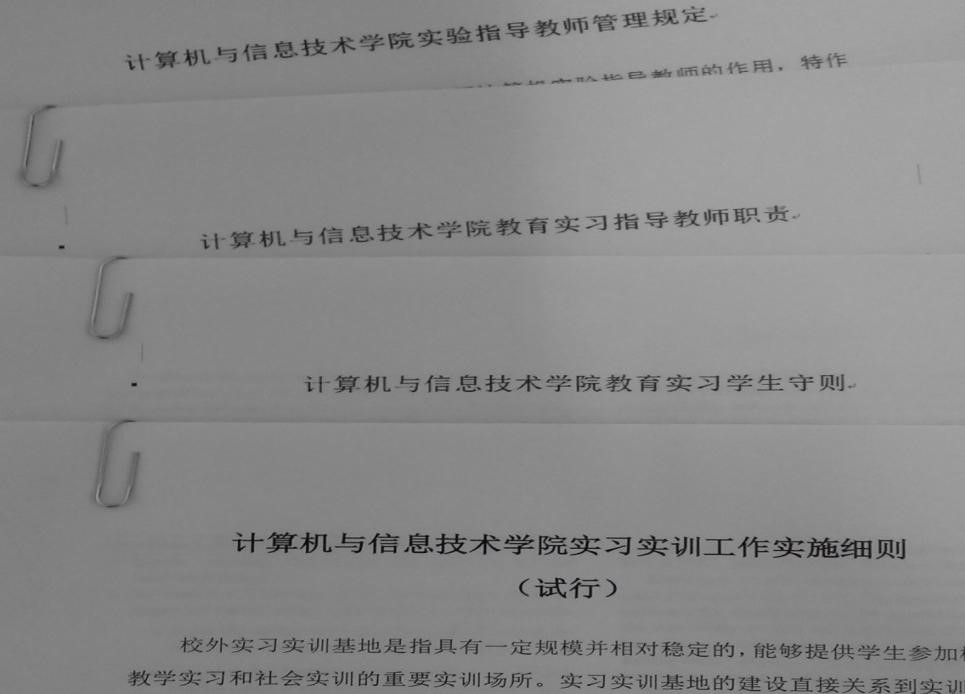 计算机与信息技术学院实验指导教师管理规定
计算机实验指导教师的作用，特作
计算机与信息技术学院教育实习指导教师职责
计算机与信息技术学院教育实习学生守则
计算机与信息技术学院实习实训工作实施细则
（试行）
校外实习实训基地是指具有一定规模并相对稳定的，能够提供学生参加
教学实习和社会实训的重要实训场所。实习实训基地的建设直接关系到实训